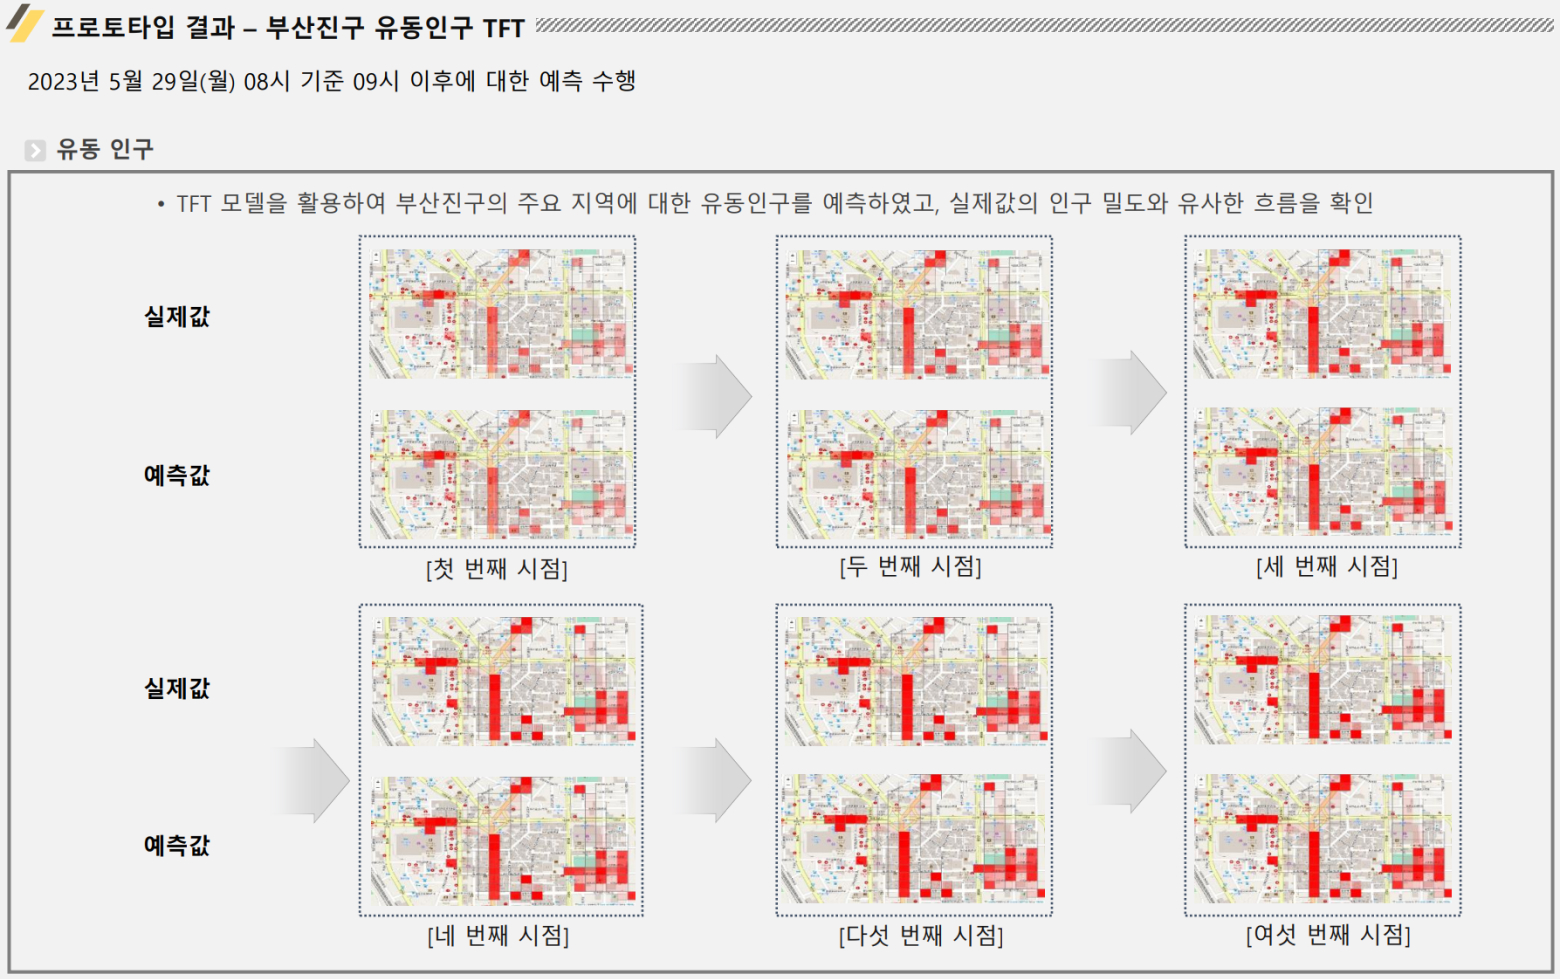 프로토타입 결과 – 부산진구 유동인구 TFT
2023년 5월 29일(월) 08시 기준 09시 이후에 대한 예측 수행
유동 인구
• TFT 모델을 활용하여 부산진구의 주요 지역에 대한 유동인구를 예측하였고, 실제값의 인구 밀도와 유사한 흐름을 확인
실제값
예측값
[첫 번째 시점]
[두 번째 시점]
[세 번째 시점]
실제값
예측값
[네 번째 시점]
[다섯 번째 시점]
[여섯 번째 시점]